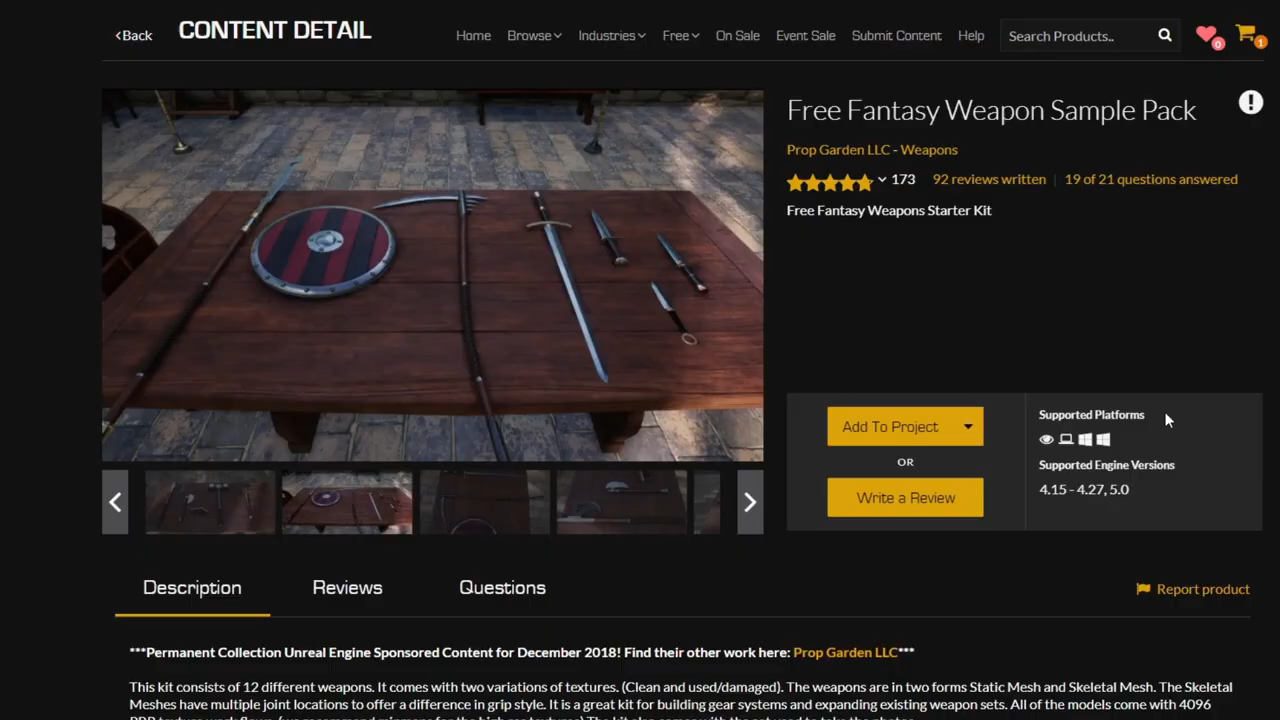 Back
CONTENT DETAIL
Home Browse Industries Free On Sale Event Sale Submit Content Help
Search Products..
0
1
Free Fantasy Weapon Sample Pack
Prop Garden LLC - Weapons
173 92 reviews written | 19 of 21 questions answered
Free Fantasy Weapons Starter Kit
Add To Project
OR
Write a Review
Supported Platforms
Supported Engine Versions
4.15 - 4.27, 5.0
Description Reviews Questions
Report product
***Permanent Collection Unreal Engine Sponsored Content for December 2018! Find their other work here: Prop Garden LLC***
This kit consists of 12 different weapons. It comes with two variations of textures. (Clean and used/damaged). The weapons are in two forms Static Mesh and Skeletal Mesh. The Skeletal
Meshes have multiple joint locations to offer a difference in grip style. It is a great kit for building gear systems and expanding existing weapon sets. All of the models come with 4096